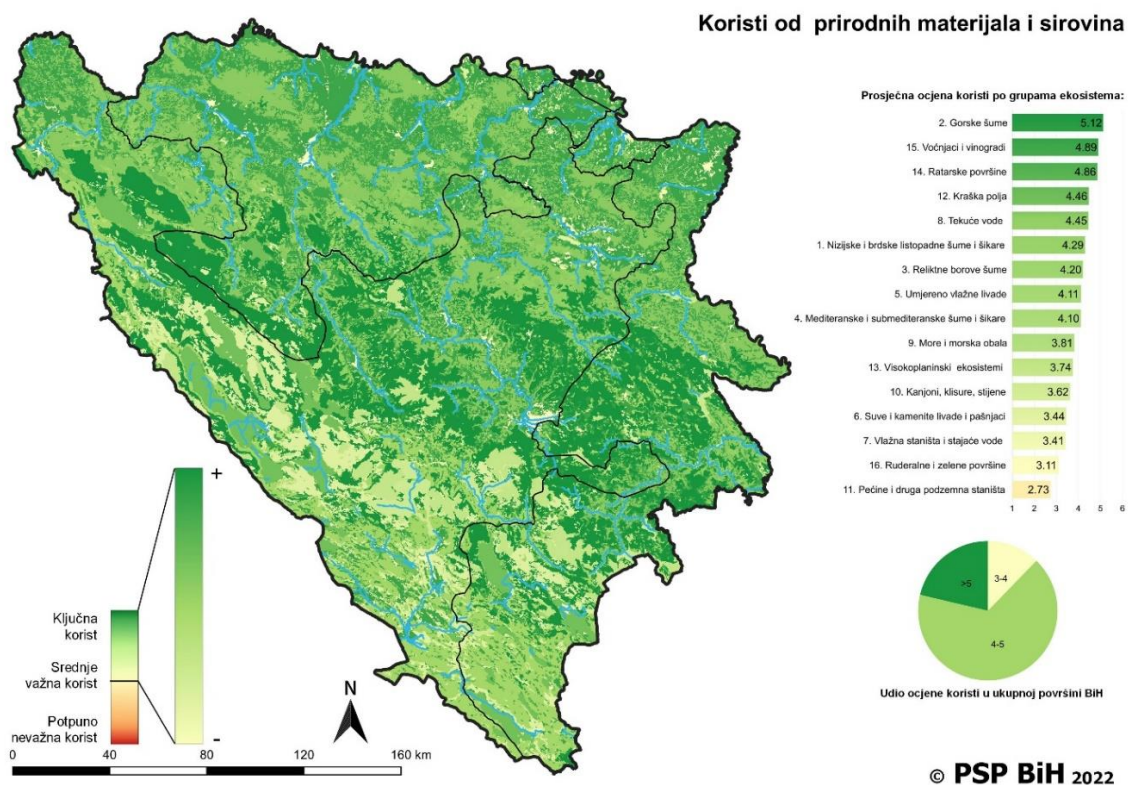 Koristi od prirodnih materijala i sirovina
Prosječna ocjena koristi po grupama ekosistema:
2. Gorske šume 5.12
15. Voćnjaci i vinogradi 4.89
14. Ratarske površine 4.86
12. Kraška polja 4.46
8. Tekuće vode 4.45
1. Nizijske i brdske listopadne šume i šikare 4.29
3. Reliktne borove šume 4.20
5. Umjereno vlažne livade 4.11
4. Mediteranske i submediteranske šume i šikare 4.10
9. More i morska obala 3.81
13. Visokoplaninski ekosistemi 3.74
10. Kanjoni, klisure, stijene 3.62
6. Suve i kamenite livade i pašnjaci 3.44
7. Vlažna staništa i stajaće vode 3.41
16. Ruderalne i zelene površine 3.11
11. Pećine i druga podzemna staništa 2.73
1 2 3 4 5 6
>5
3-4
4-5
Udio ocjene koristi u ukupnoj površini BiH
+
Ključna
korist
Srednje
važna korist
Potpuno
nevažna korist
-
N
0 40 80 120 160 km
© PSP BiH 2022